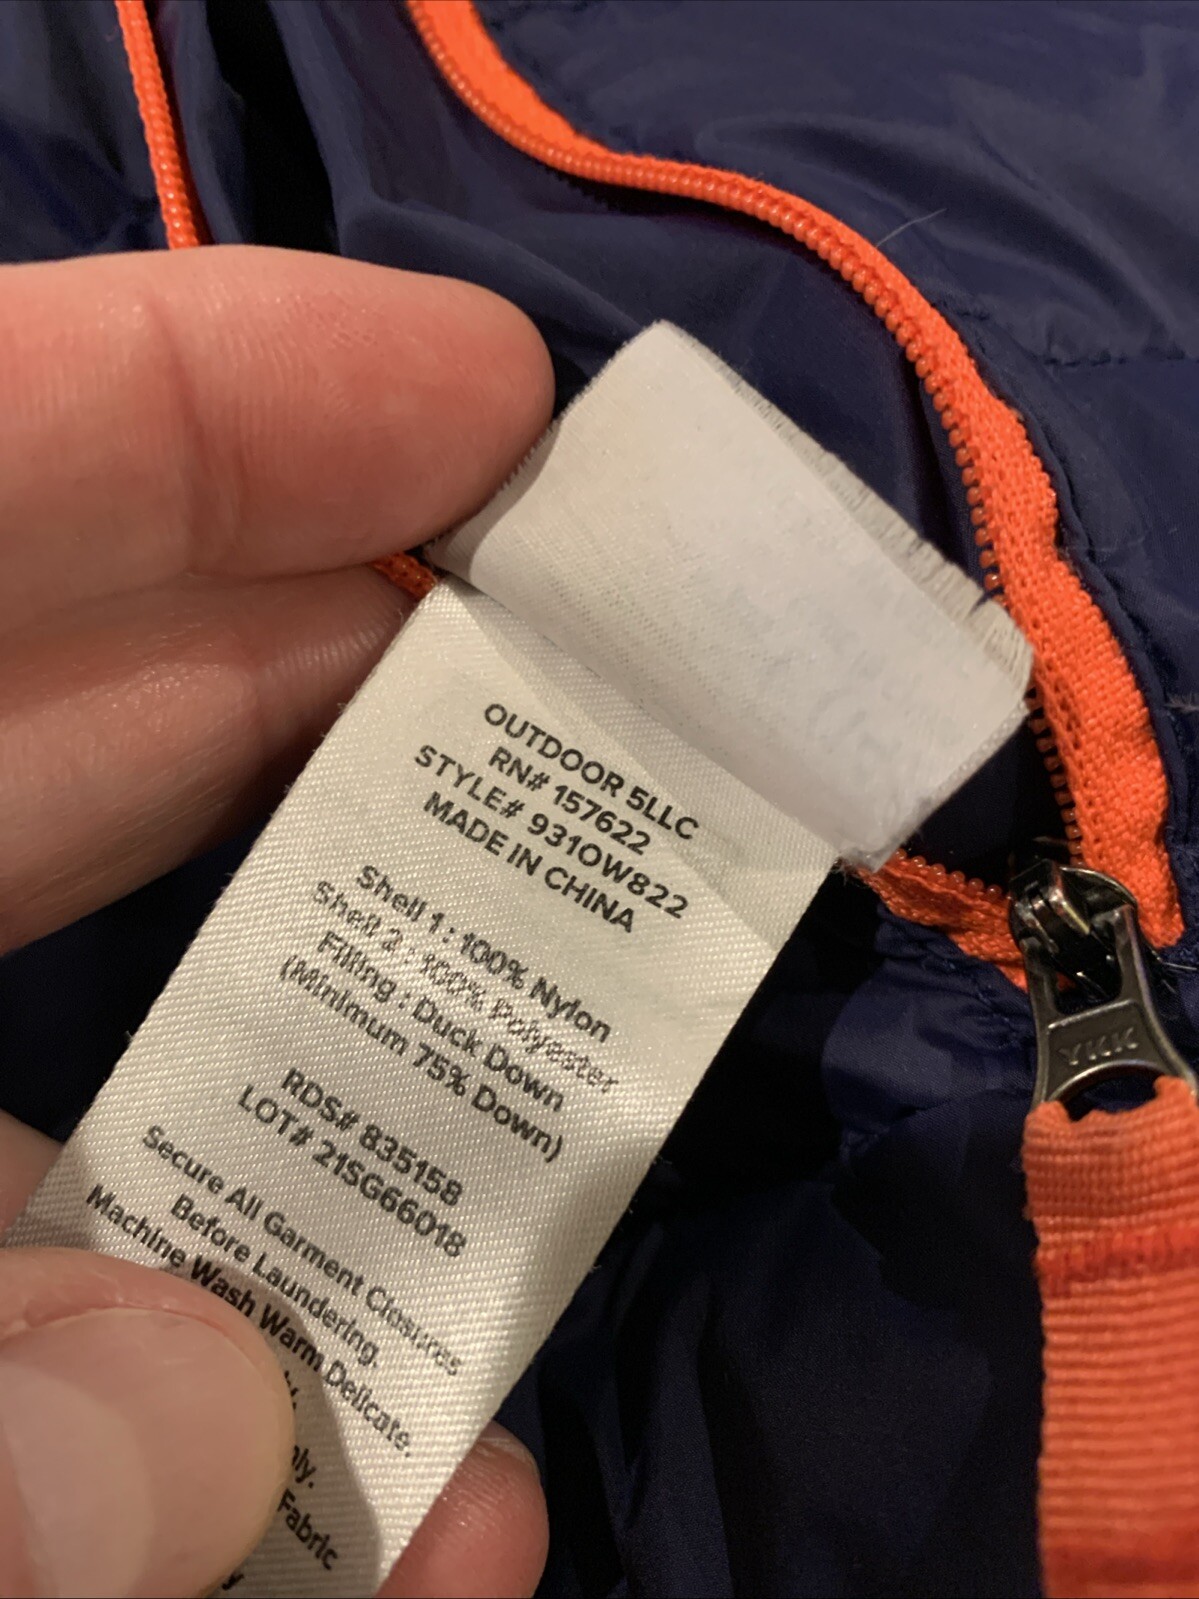 OUTDOOR 5LLC
RN# 157622
STYLE# 931OW822
MADE IN CHINA
Shell 1 : 100% Nylon
Shell 2 : 100% Polyester
Filling : Duck Down
(Minimum 75% Down)
RDS# 835158
LOT# 21SG66018
Secure All Garment Closures
Before Laundering.
Machine Wash Warm Delicate.
Fabric
YKK